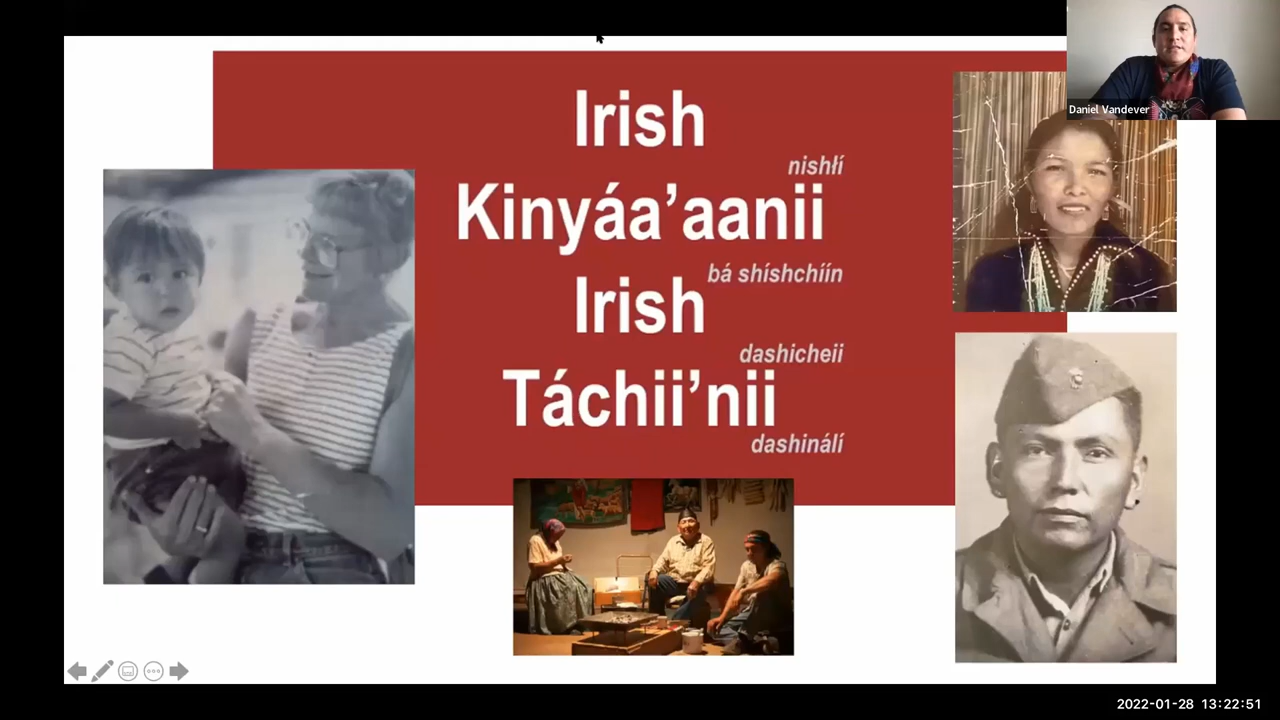 Daniel Vandever
Irish
nishłí
Kinyáa’aanii
bá shíshchíín
Irish
dashicheii
Táchii’nii
dashinálí
2022-01-28 13:22:51